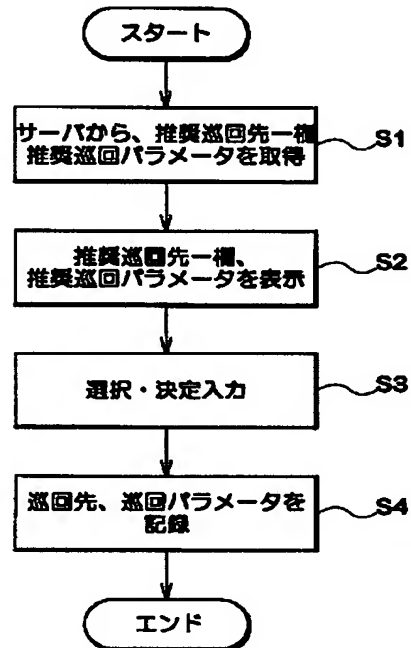 スタート
サーバから、推奨巡回先一欄
推奨巡回パラメータを取得
S1
推奨巡回先一欄、
推奨巡回パラメータを表示
S2
選択・決定入力
S3
巡回先、巡回パラメータを
記録
S4
エンド